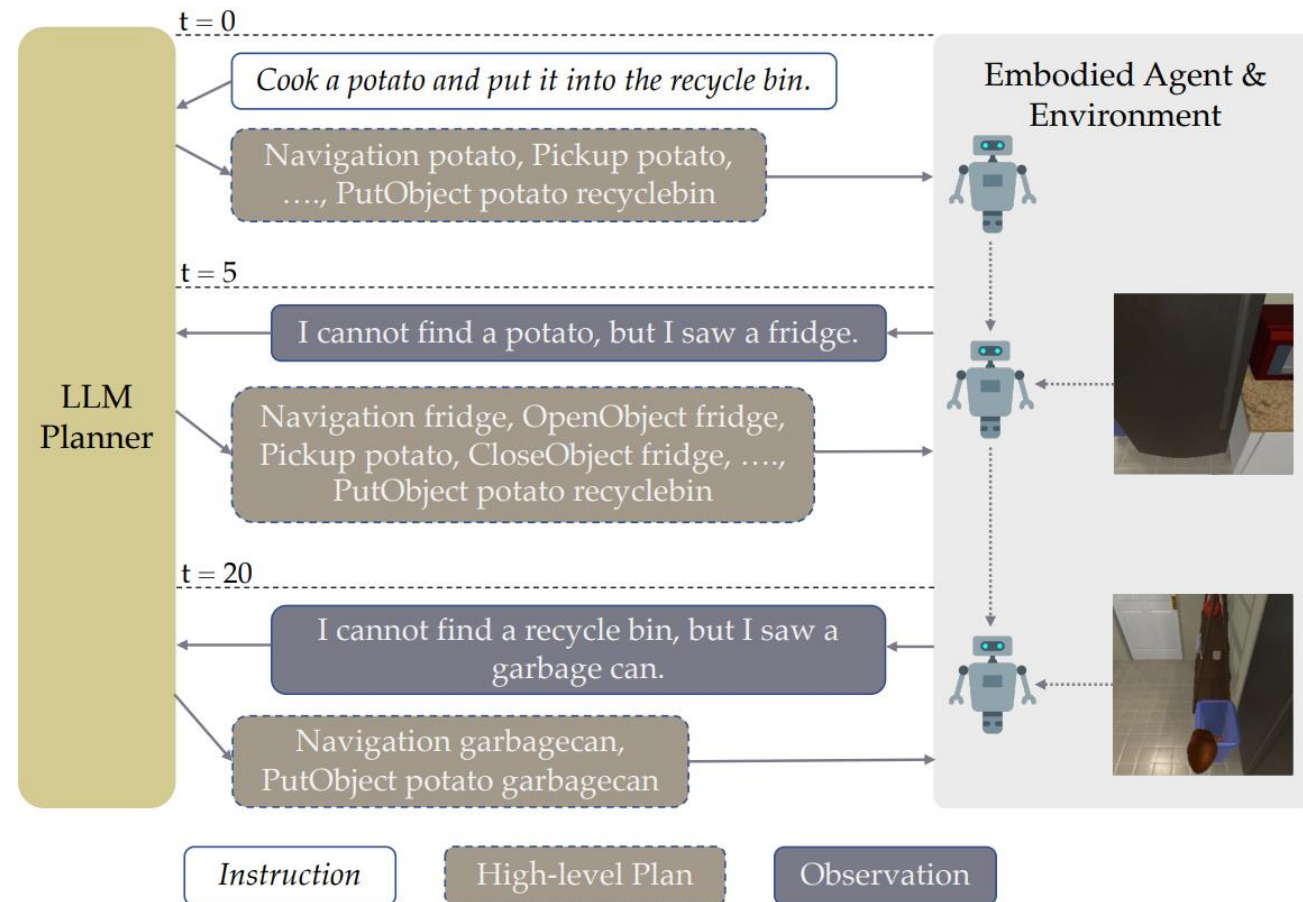 t = 0
Cook a potato and put it into the recycle bin.
Embodied Agent &
Environment
Navigation potato, Pickup potato,
…., PutObject potato recyclebin
t = 5
I cannot find a potato, but I saw a fridge.
LLM
Planner
Navigation fridge, OpenObject fridge,
Pickup potato, CloseObject fridge, ….,
PutObject potato recyclebin
t = 20
I cannot find a recycle bin, but I saw a
garbage can.
Navigation garbagecan,
PutObject potato garbagecan
Instruction
High-level Plan
Observation